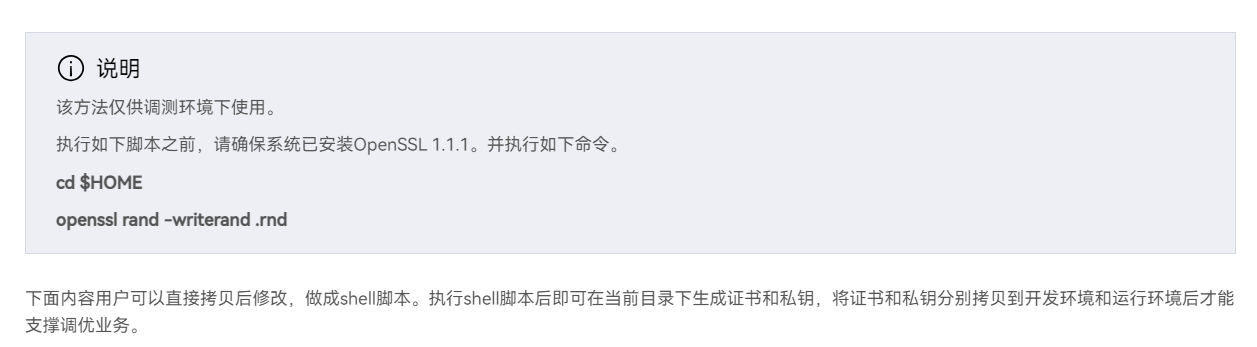 说明
该方法仅供调测环境下使用。
执行如下脚本之前，请确保系统已安装OpenSSL 1.1.1。并执行如下命令。
cd $HOME
openssl rand -writerand .rnd
下面内容用户可以直接拷贝后修改，做成shell脚本。执行shell脚本后即可在当前目录下生成证书和私钥，将证书和私钥分别拷贝到开发环境和运行环境后才能
支撑调优业务。